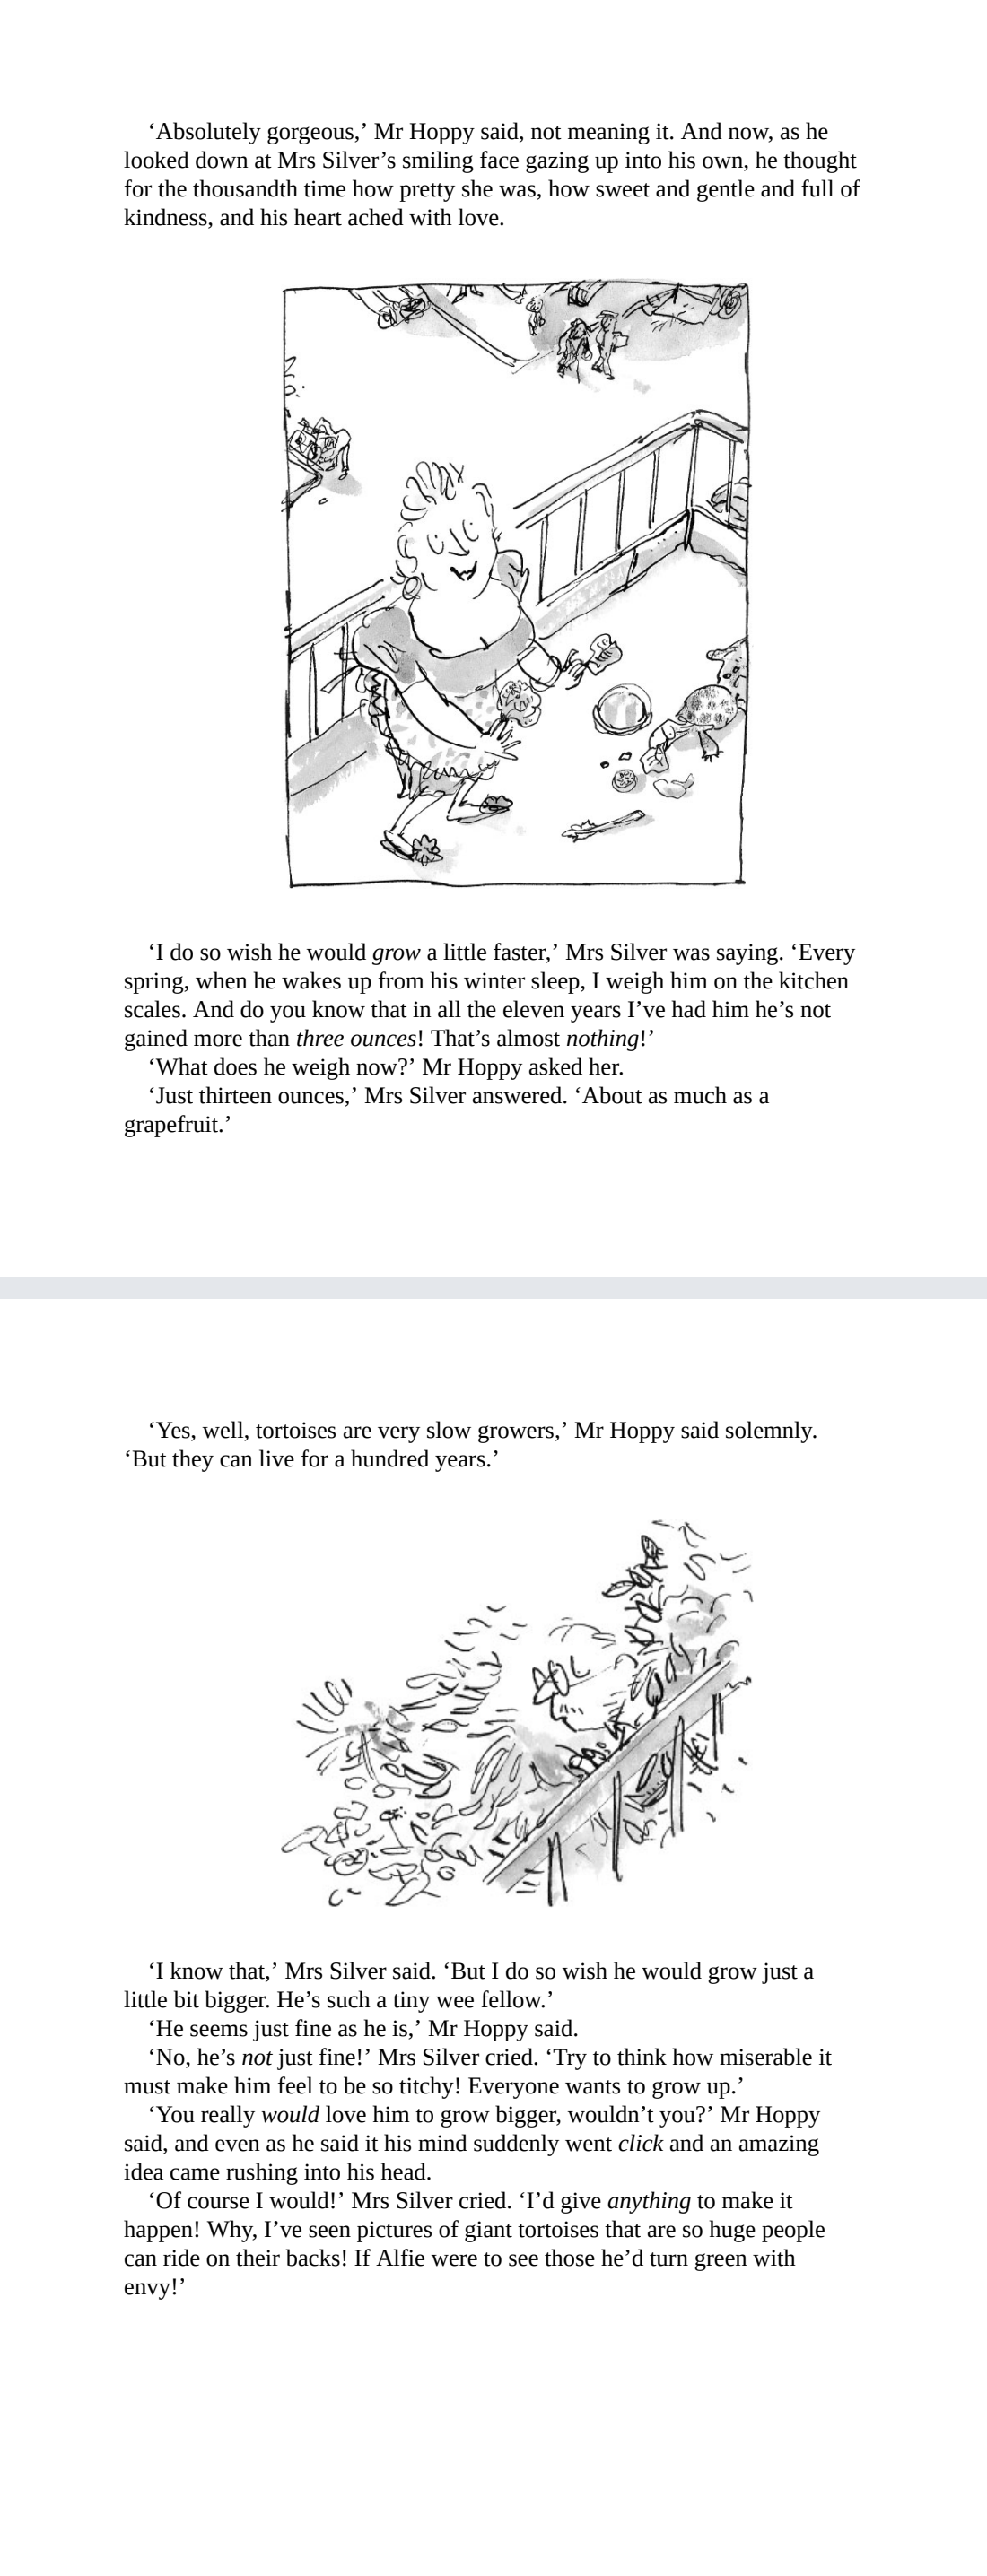 ‘Absolutely gorgeous,’ Mr Hoppy said, not meaning it. And now, as he
looked down at Mrs Silver’s smiling face gazing up into his own, he thought
for the thousandth time how pretty she was, how sweet and gentle and full of
kindness, and his heart ached with love.
‘I do so wish he would grow a little faster,’ Mrs Silver was saying. ‘Every
spring, when he wakes up from his winter sleep, I weigh him on the kitchen
scales. And do you know that in all the eleven years I’ve had him he’s not
gained more than three ounces! That’s almost nothing!’
‘What does he weigh now?’ Mr Hoppy asked her.
‘Just thirteen ounces,’ Mrs Silver answered. ‘About as much as a
grapefruit.’
‘Yes, well, tortoises are very slow growers,’ Mr Hoppy said solemnly.
‘But they can live for a hundred years.’
‘I know that,’ Mrs Silver said. ‘But I do so wish he would grow just a
little bit bigger. He’s such a tiny wee fellow.’
‘He seems just fine as he is,’ Mr Hoppy said.
‘No, he’s not just fine!’ Mrs Silver cried. ‘Try to think how miserable it
must make him feel to be so titchy! Everyone wants to grow up.’
‘You really would love him to grow bigger, wouldn’t you?’ Mr Hoppy
said, and even as he said it his mind suddenly went click and an amazing
idea came rushing into his head.
‘Of course I would!’ Mrs Silver cried. ‘I’d give anything to make it
happen! Why, I’ve seen pictures of giant tortoises that are so huge people
can ride on their backs! If Alfie were to see those he’d turn green with
envy!’